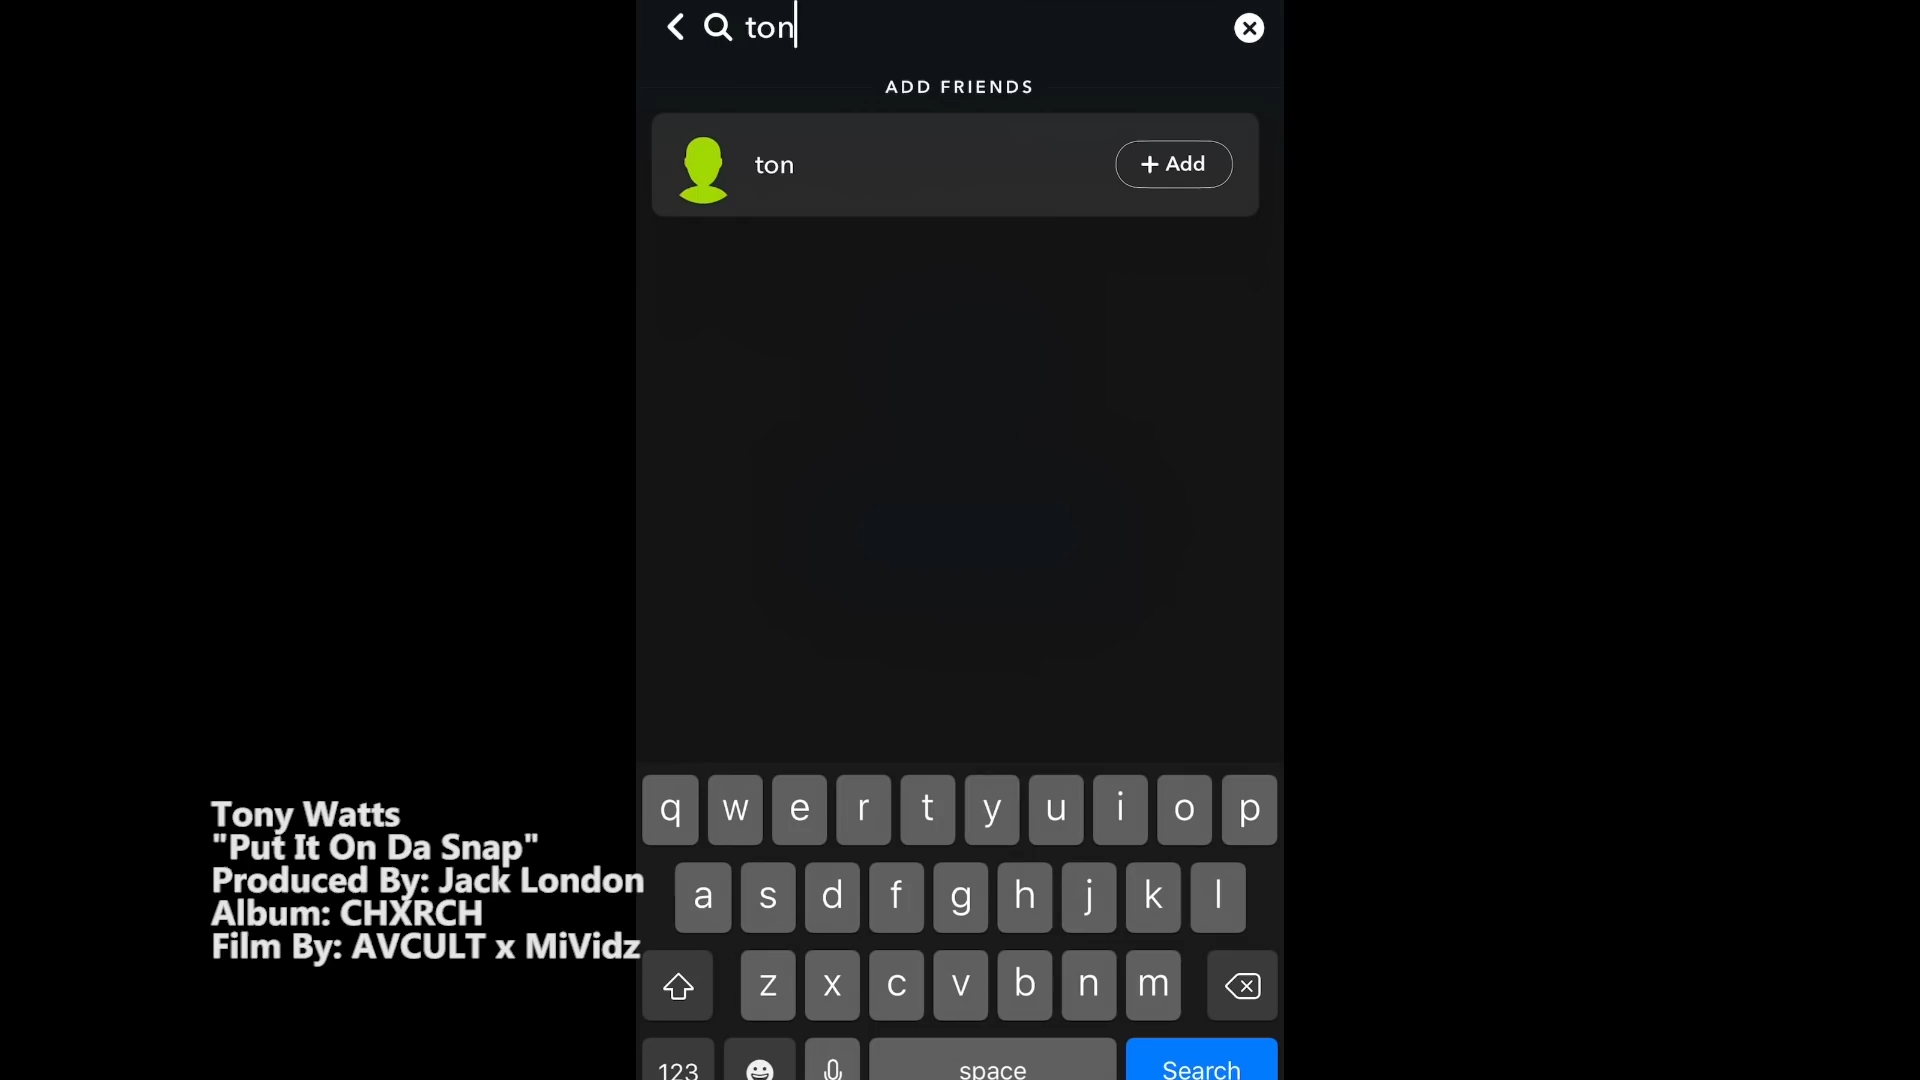 ton
ADD FRIENDS
ton
+ Add
q w e r t y u i o p
a s d f g h j k l
z x c v b n m
123 space Search
Tony Watts
"Put It On Da Snap"
Produced By: Jack London
Album: CHXRCH
Film By: AVCULT x MiVidz